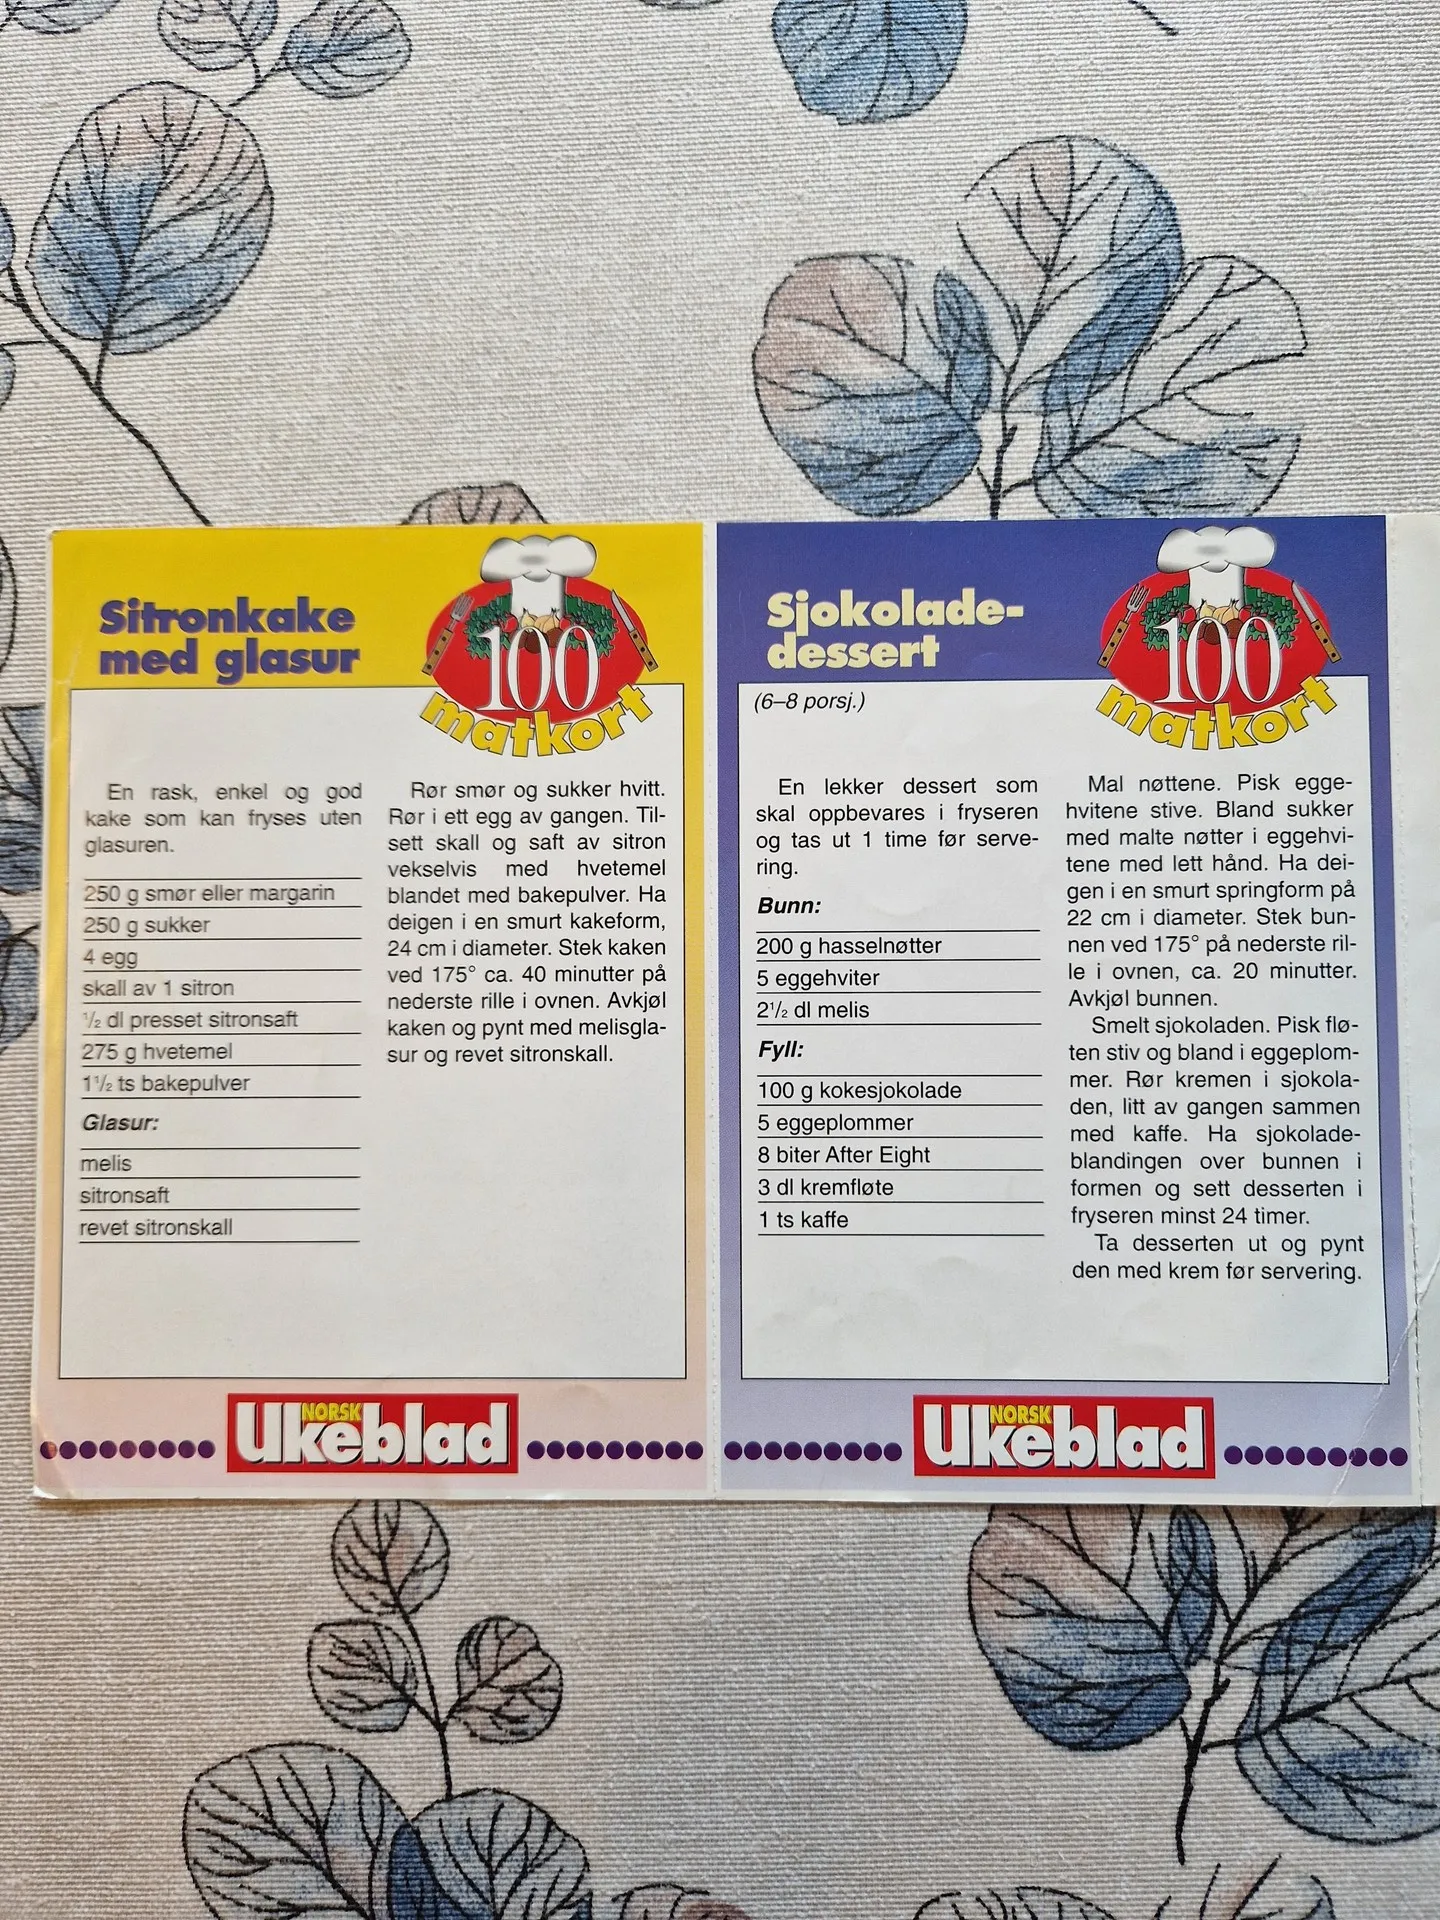 Sitronkake
med glasur
100
matkort
En rask, enkel og god
kake som kan fryses uten
glasuren.
250 g smør eller margarin
250 g sukker
4 egg
skall av 1 sitron
½ dl presset sitronsaft
275 g hvetemel
1½ ts bakepulver
Glasur:
melis
sitronsaft
revet sitronskall
Rør smør og sukker hvitt.
Rør i ett egg av gangen. Til-
sett skall og saft av sitron
vekselvis med hvetemel
blandet med bakepulver. Ha
deigen i en smurt kakeform,
24 cm i diameter. Stek kaken
ved 175° ca. 40 minutter på
nederste rille i ovnen. Avkjøl
kaken og pynt med melisgla-
sur og revet sitronskall.
NORSK
Ukeblad
Sjokolade-
dessert
100
matkort
(6–8 porsj.)
En lekker dessert som
skal oppbevares i fryseren
og tas ut 1 time før serve-
ring.
Bunn:
200 g hasselnøtter
5 eggehviter
2½ dl melis
Fyll:
100 g kokesjokolade
5 eggeplommer
8 biter After Eight
3 dl kremfløte
1 ts kaffe
Mal nøttene. Pisk egge-
hvitene stive. Bland sukker
med malte nøtter i eggehvi-
tene med lett hånd. Ha dei-
gen i en smurt springform på
22 cm i diameter. Stek bun-
nen ved 175° på nederste ril-
le i ovnen, ca. 20 minutter.
Avkjøl bunnen.
Smelt sjokoladen. Pisk flø-
ten stiv og bland i eggeplom-
mer. Rør kremen i sjokola-
den, litt av gangen sammen
med kaffe. Ha sjokolade-
blandingen over bunnen i
formen og sett desserten i
fryseren minst 24 timer.
Ta desserten ut og pynt
den med krem før servering.
NORSK
Ukeblad